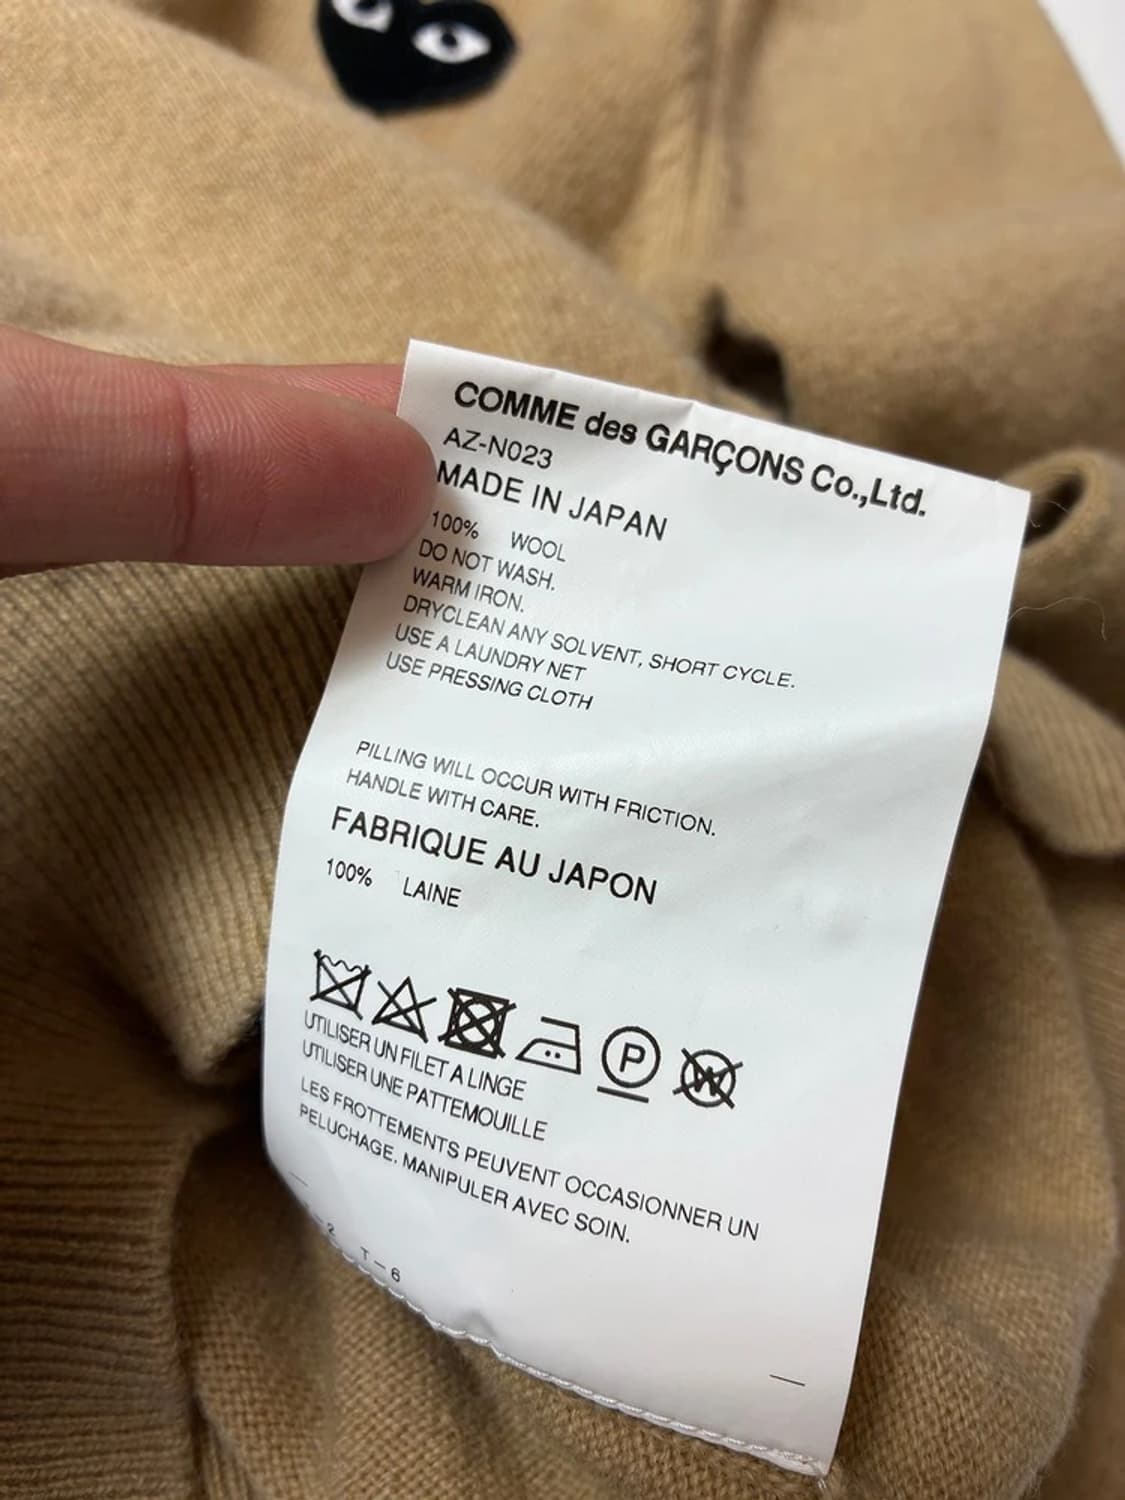 COMME des GARÇONS Co.,Ltd.
AZ-N023
MADE IN JAPAN
100% WOOL
DO NOT WASH.
WARM IRON.
DRYCLEAN ANY SOLVENT, SHORT CYCLE.
USE A LAUNDRY NET
USE PRESSING CLOTH
PILLING WILL OCCUR WITH FRICTION.
HANDLE WITH CARE.
FABRIQUE AU JAPON
100% LAINE
P W
UTILISER UN FILET A LINGE
UTILISER UNE PATTEMOUILLE
LES FROTTEMENTS PEUVENT OCCASIONNER UN
PELUCHAGE. MANIPULER AVEC SOIN.
2 T-6